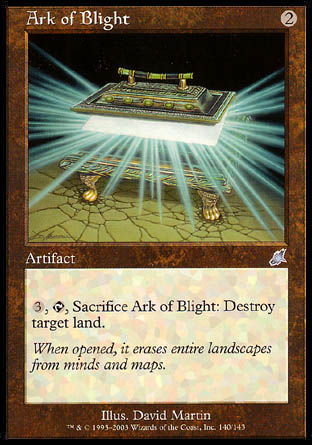 Ark of Blight 2
Artifact
3, , Sacrifice Ark of Blight: Destroy
target land.
When opened, it erases entire landscapes
from minds and maps.
Illus. David Martin
™ & © 1993-2003 Wizards of the Coast, Inc. 140/143